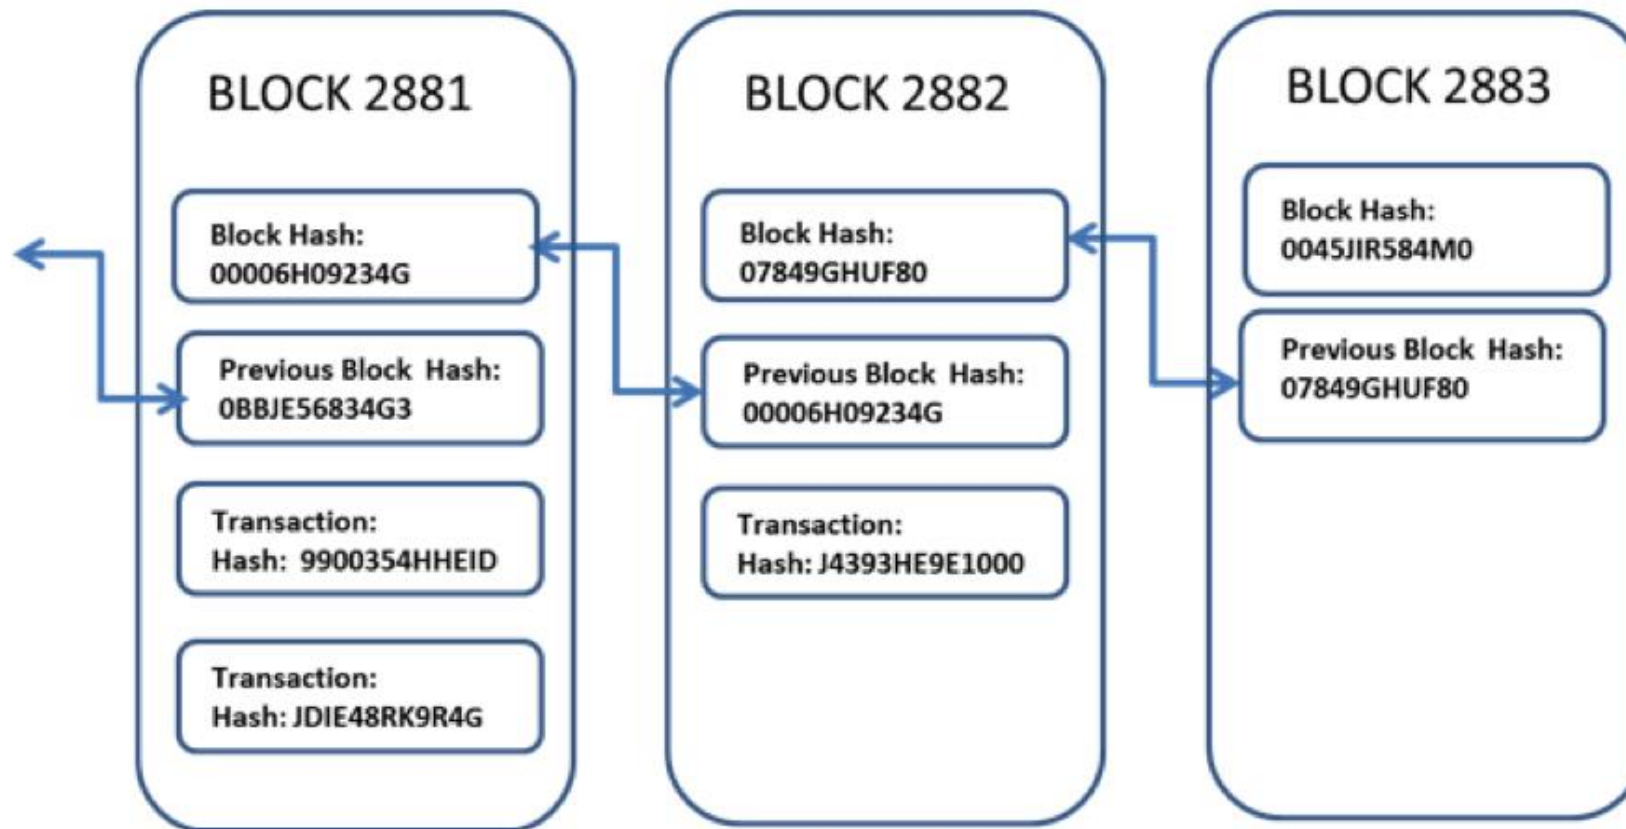 BLOCK 2881
Block Hash:
00006H09234G
Previous Block Hash:
0BBJE56834G3
Transaction:
Hash: 9900354HHEID
Transaction:
Hash: JDIE48RK9R4G
BLOCK 2882
Block Hash:
07849GHUF80
Previous Block Hash:
00006H09234G
Transaction:
Hash: J4393HE9E1000
BLOCK 2883
Block Hash:
0045JIR584M0
Previous Block Hash:
07849GHUF80